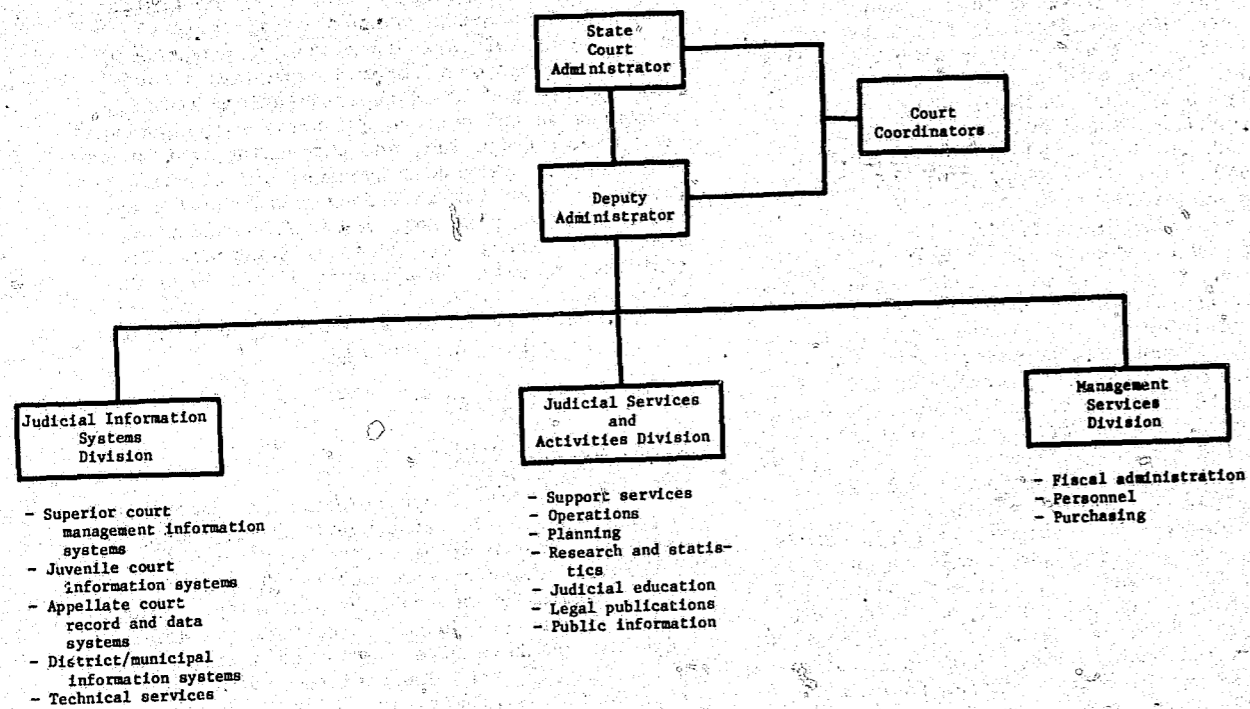 State
Court
Administrator
Court
Coordinators
Deputy
Administrator
Judicial Information
Systems
Division
- Superior court
management information
systems
- Juvenile court
information systems
- Appellate court
record and data
systems
- District/municipal
information systems
- Technical services
Judicial Services
and
Activities Division
- Support services
- Operations
- Planning
- Research and statis-
tics
- Judicial education
- Legal publications
- Public information
Management
Services
Division
- Fiscal administration
- Personnel
- Purchasing